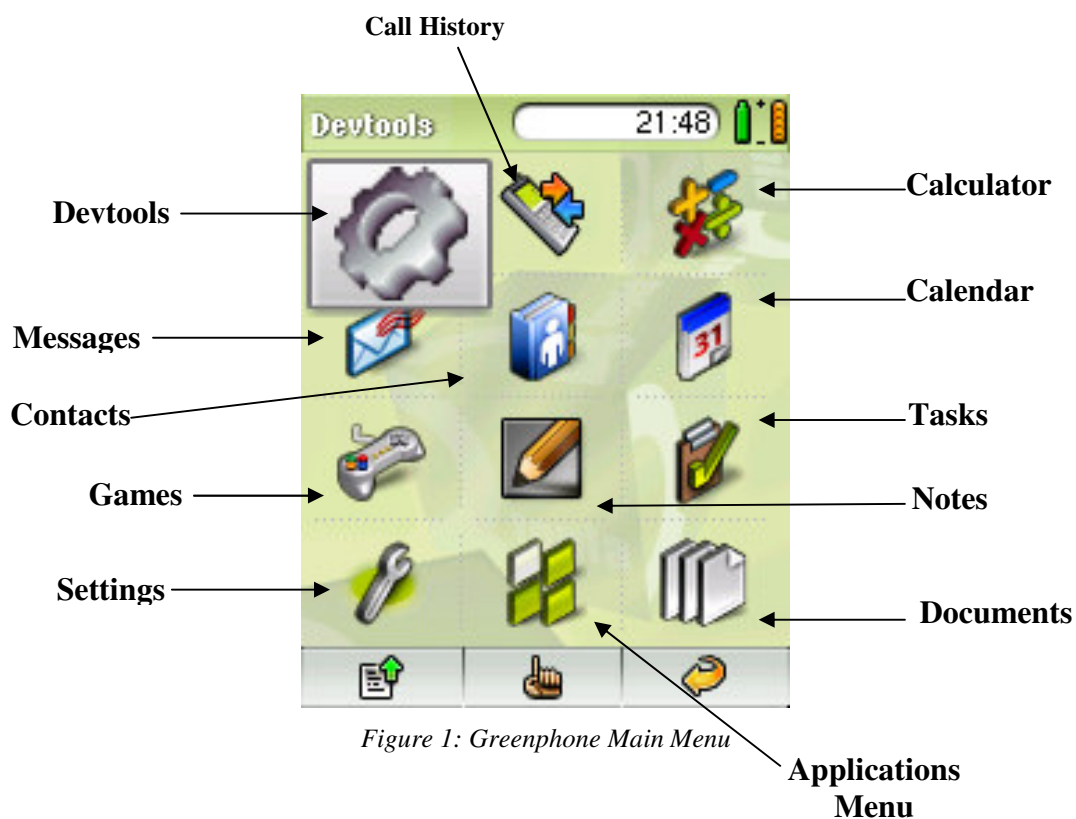 Call History
Devtools
21:48
Devtools
Calculator
Messages
Calendar
31
Contacts
Tasks
Games
Notes
Settings
Documents
Figure 1: Greenphone Main Menu
Applications
Menu